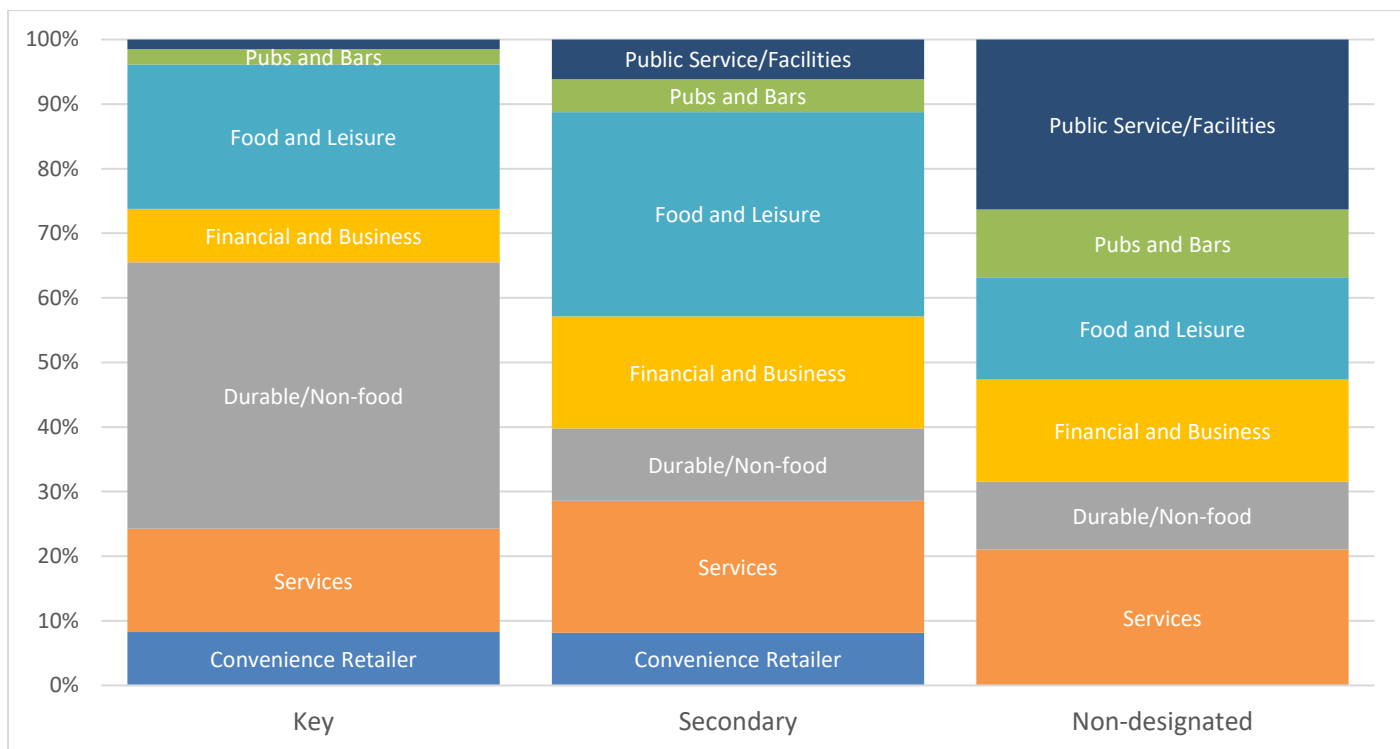 100%
90%
80%
70%
60%
50%
40%
30%
20%
10%
0%
Pubs and Bars
Food and Leisure
Financial and Business
Durable/Non-food
Services
Convenience Retailer
Public Service/Facilities
Pubs and Bars
Food and Leisure
Financial and Business
Durable/Non-food
Services
Convenience Retailer
Public Service/Facilities
Pubs and Bars
Food and Leisure
Financial and Business
Durable/Non-food
Services
Key
Secondary
Non-designated